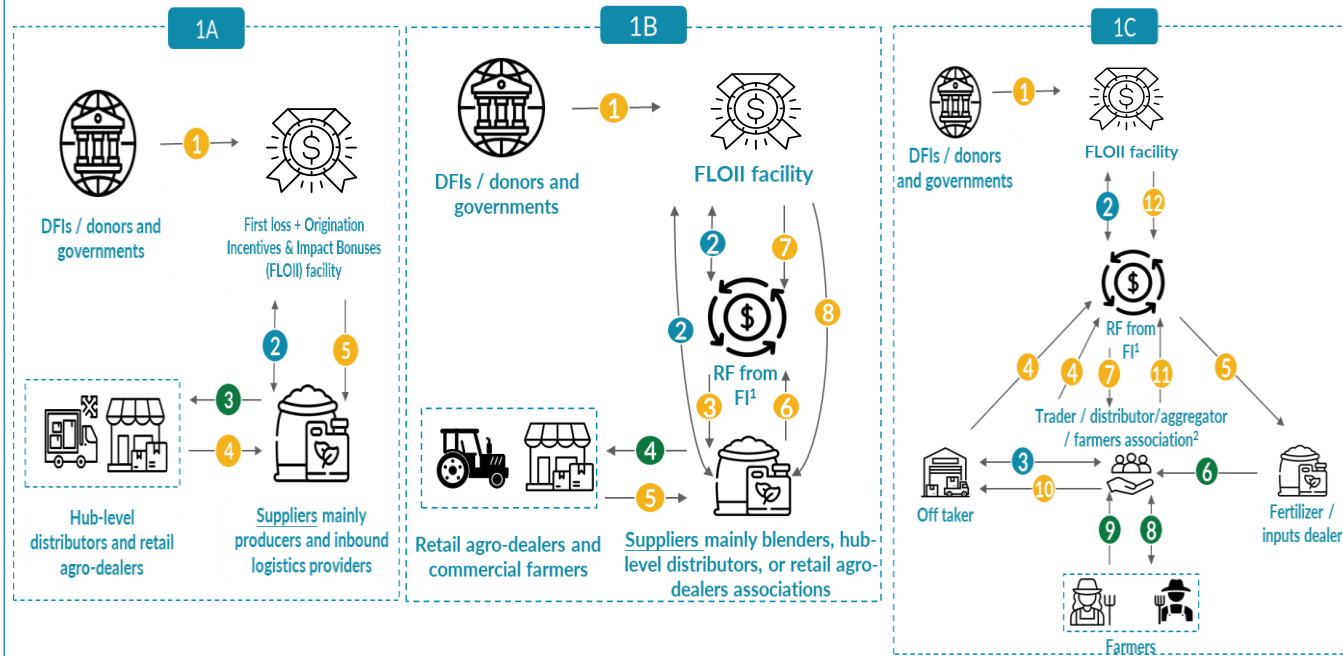 1A
1
DFIs / donors and
governments
First loss + Origination
Incentives & Impact Bonuses
(FLOII) facility
2
5
3
4
Hub-level
distributors and retail
agro-dealers
Suppliers mainly
producers and inbound
logistics providers
1B
1
DFIs / donors and
governments
FLOII facility
2
7
2
8
RF from
FI¹
3
6
4
5
Retail agro-dealers and
commercial farmers
Suppliers mainly blenders, hub-
level distributors, or retail agro-
dealers associations
1C
1
DFIs / donors
and governments
FLOII facility
2
12
RF from
FI¹
4
4
7
11
5
Trader / distributor/aggregator
/ farmers association²
3
10
6
Off taker
Fertilizer /
inputs dealer
9
8
Farmers